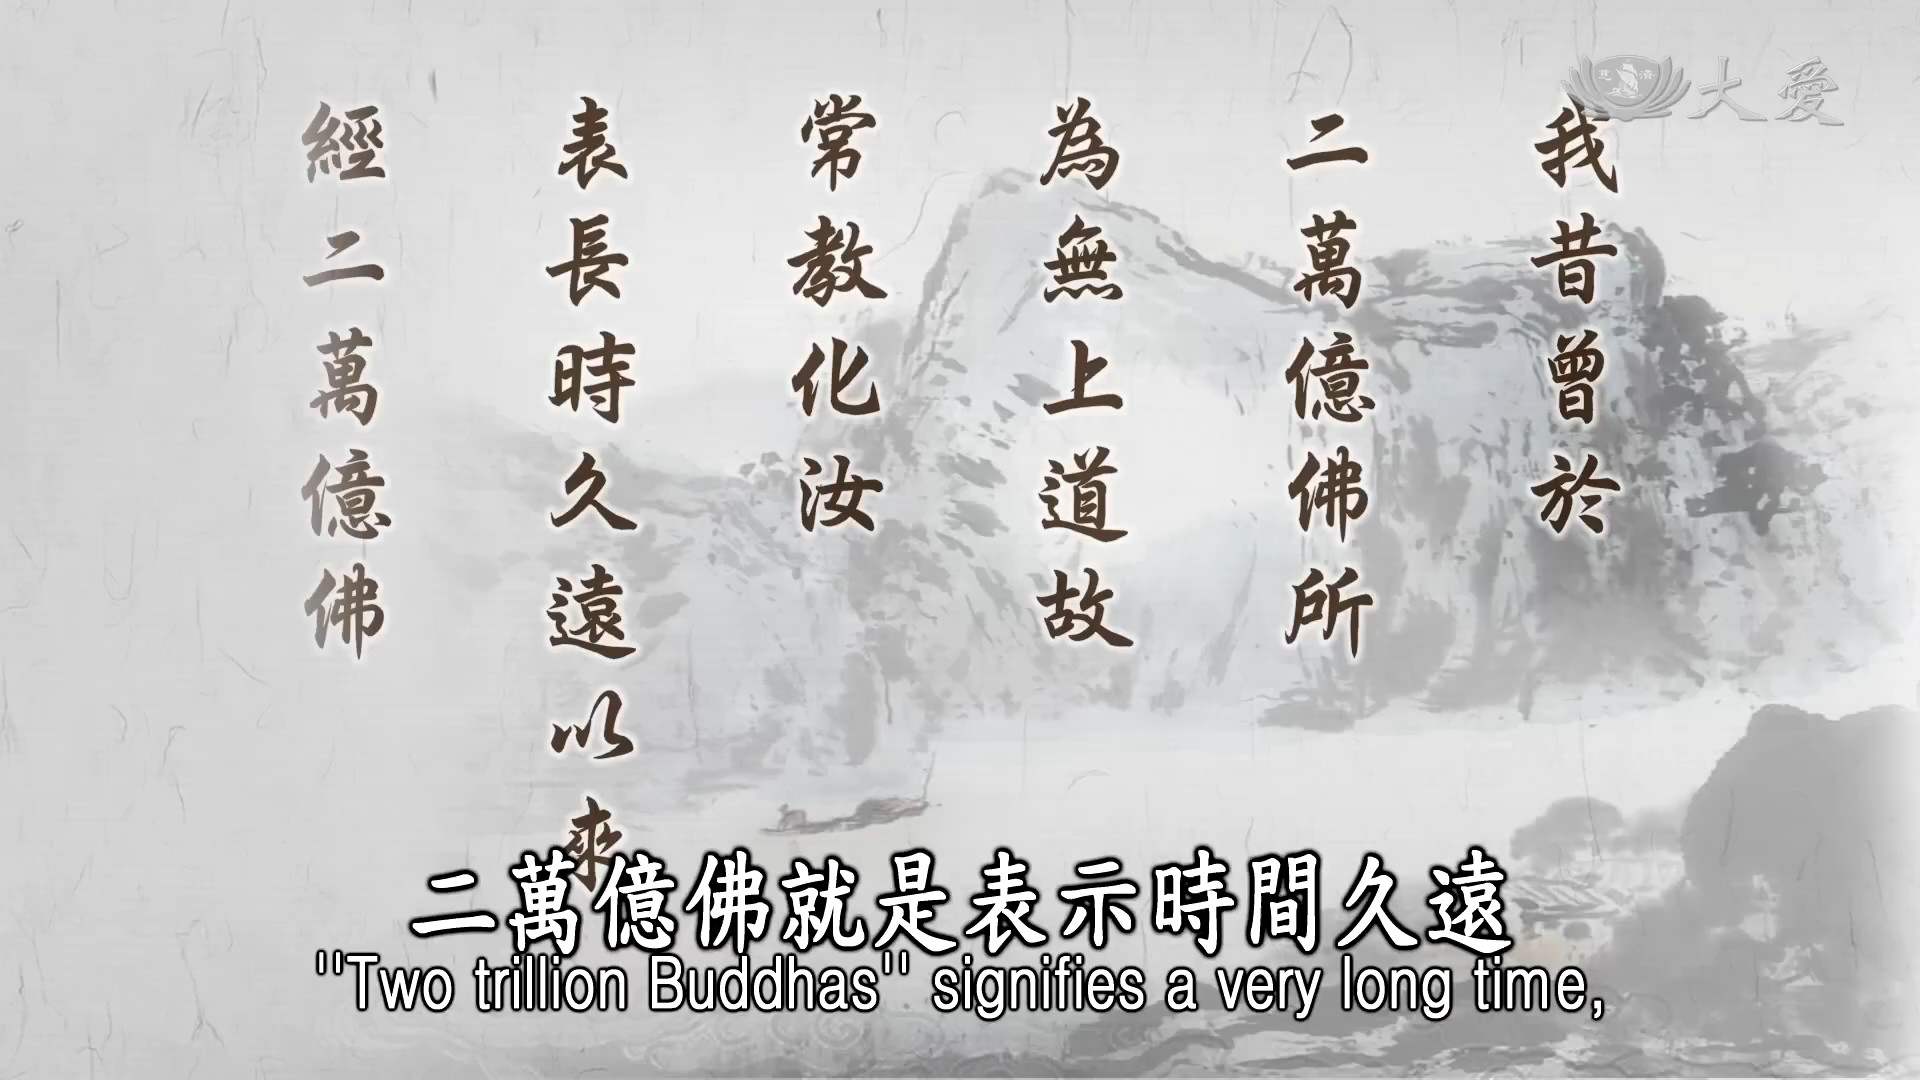 我昔曾於
二萬億佛所
為無上道故
常教化汝
表長時久遠以來
經二萬億佛
慈濟
大愛
二萬億佛就是表示時間久遠
"Two trillion Buddhas" signifies a very long time,